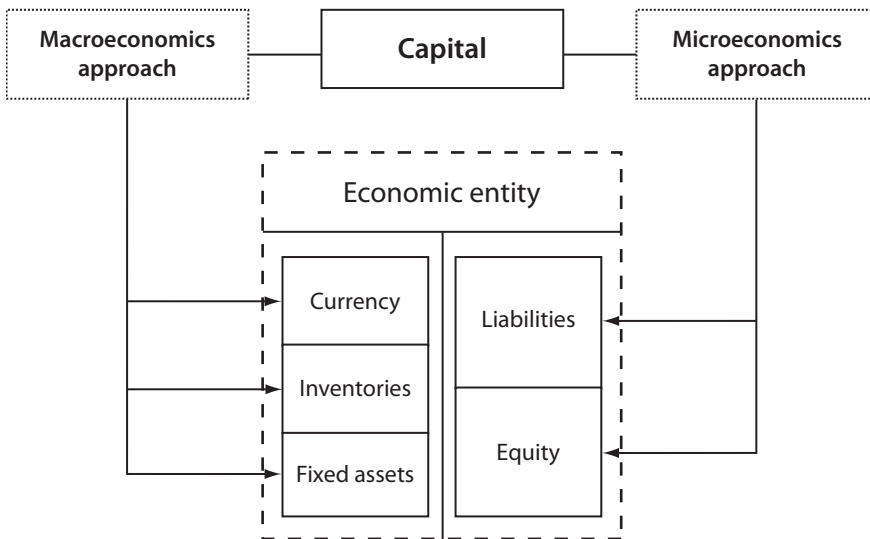 Macroeconomics
approach
Capital
Microeconomics
approach
Economic entity
Currency
Inventories
Fixed assets
Liabilities
Equity